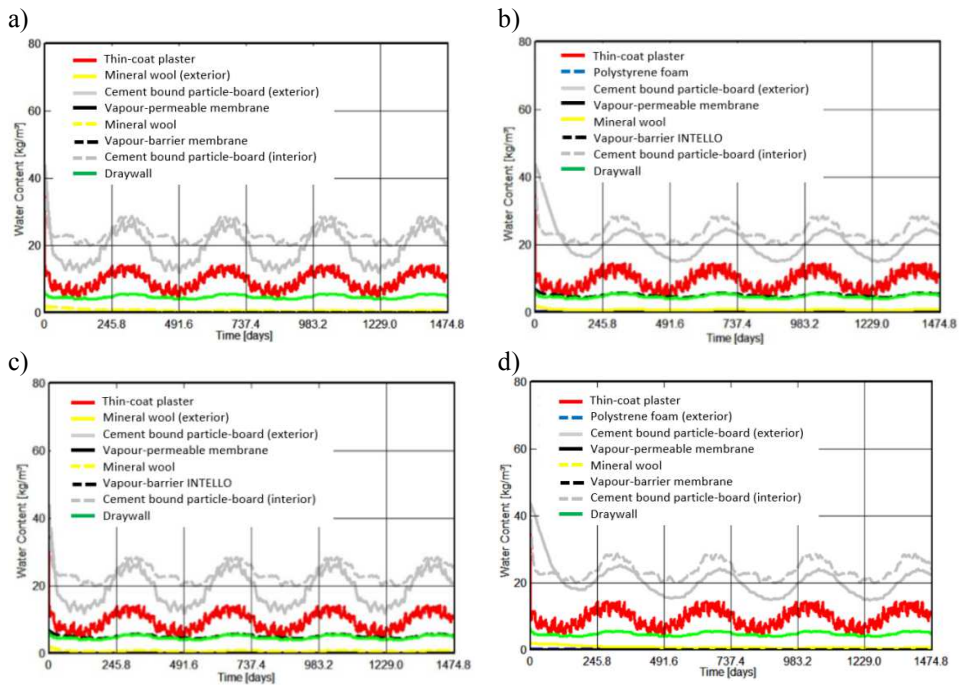 a)
80
60
40
20
0
Water Content [kg/m³]
Thin-coat plaster
Mineral wool (exterior)
Cement bound particle-board (exterior)
Vapour-permeable membrane
Mineral wool
Vapour-barrier membrane
Cement bound particle-board (interior)
Draywall
0 245.8 491.6 737.4 983.2 1229.0 1474.8
Time [days]
b)
80
60
40
20
0
Water Content [kg/m³]
Thin-coat plaster
Polystyrene foam
Cement bound particle-board (exterior)
Vapour-permeable membrane
Mineral wool
Vapour-barrier INTELLO
Cement bound particle-board (interior)
Draywall
0 245.8 491.6 737.4 983.2 1229.0 1474.8
Time [days]
c)
80
60
40
20
0
Water Content [kg/m³]
Thin-coat plaster
Mineral wool (exterior)
Cement bound particle-board (exterior)
Vapour-permeable membrane
Mineral wool
Vapour-barrier INTELLO
Cement bound particle-board (interior)
Draywall
0 245.8 491.6 737.4 983.2 1229.0 1474.8
Time [days]
d)
80
60
40
20
0
Water Content [kg/m³]
Thin-coat plaster
Polystrene foam (exterior)
Cement bound particle-board (exterior)
Vapour-permeable membrane
Mineral wool
Vapour-barrier membrane
Cement bound particle-board (interior)
Draywall
0 245.8 491.6 737.4 983.2 1229.0 1474.8
Time [days]